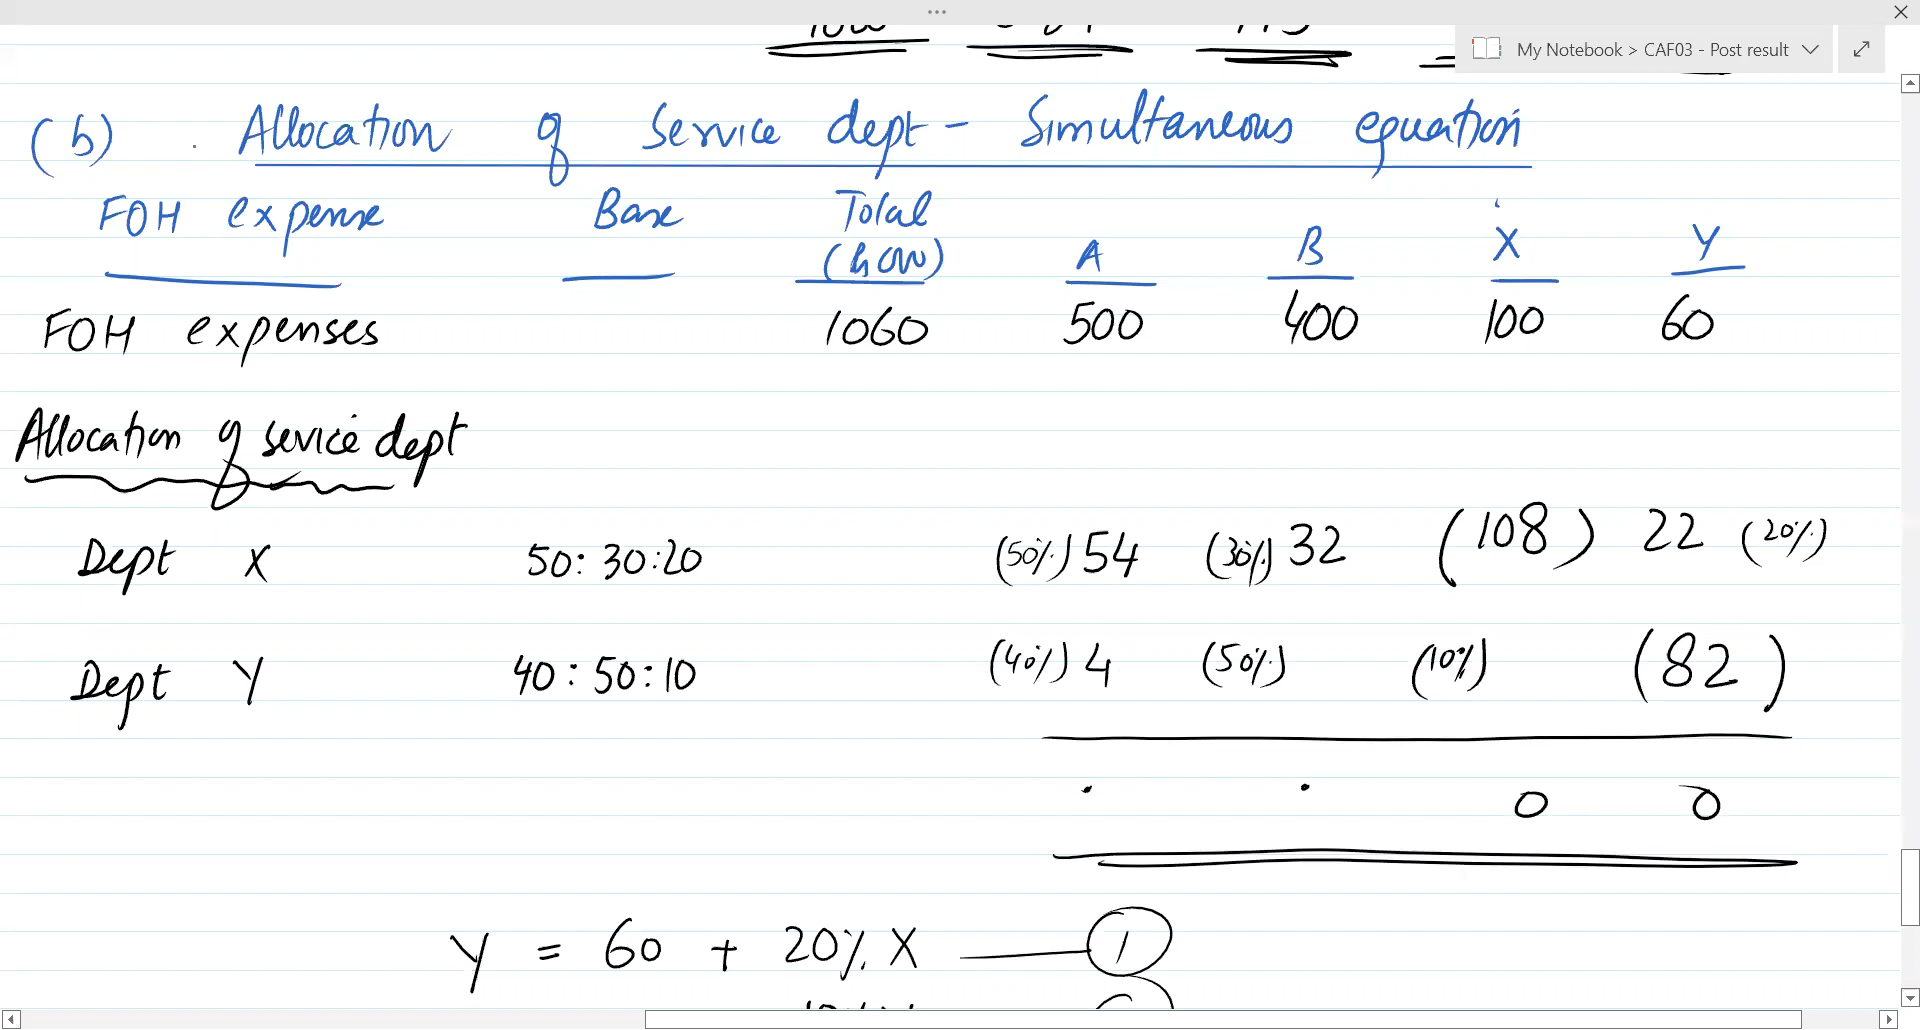 My Notebook > CAF03 - Post result
(b) Allocation of Service dept - Simultaneous equation
FOH expense Base Total (how) A B X Y
FOH expenses 1060 500 400 100 60
Allocation of service dept
Dept X 50:30:20 (50%) 54 (30%) 32 (108) 22 (20%)
Dept Y 40:50:10 (40%) 4 (50%) (10%) (82)
0 0
Y = 60 + 20% X 1